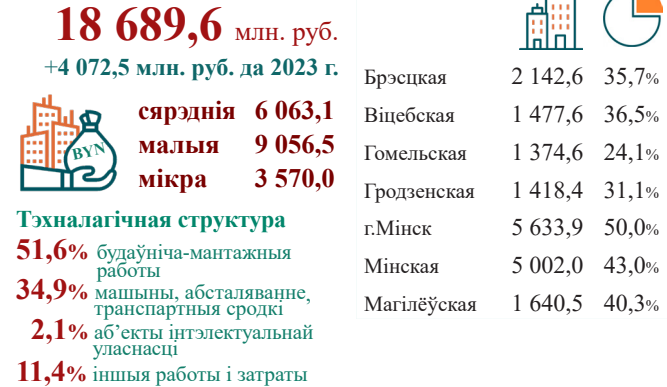 18 689,6 млн. руб.
+4 072,5 млн. руб. да 2023 г.
BYN
сярэднія 6 063,1
малыя 9 056,5
мікра 3 570,0
Тэхналагічная структура
51,6% будаўніча-мантажныя
работы
34,9% машыны, абсталяванне,
транспартныя сродкі
2,1% аб’екты інтэлектуальнай
уласнасці
11,4% іншыя работы і затраты
Брэсцкая 2 142,6 35,7%
Віцебская 1 477,6 36,5%
Гомельская 1 374,6 24,1%
Гродзенская 1 418,4 31,1%
г.Мінск 5 633,9 50,0%
Мінская 5 002,0 43,0%
Магілёўская 1 640,5 40,3%